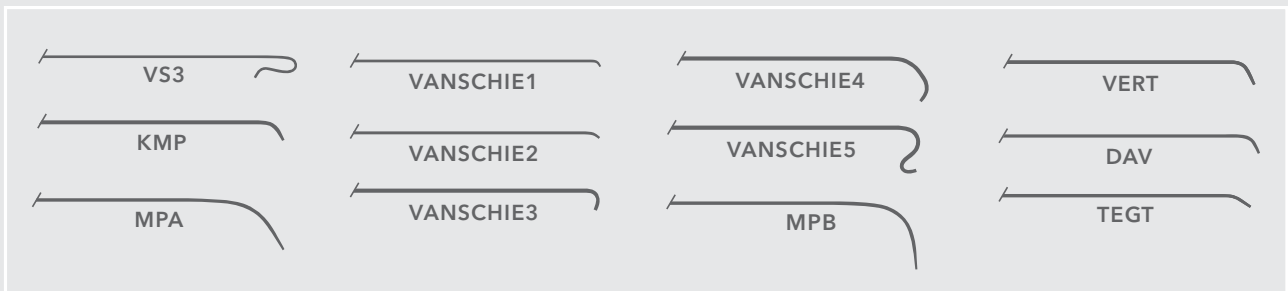 VS3
VANSCHIE1
VANSCHIE4
VERT
KMP
VANSCHIE2
VANSCHIE5
DAV
MPA
VANSCHIE3
MPB
TEGT